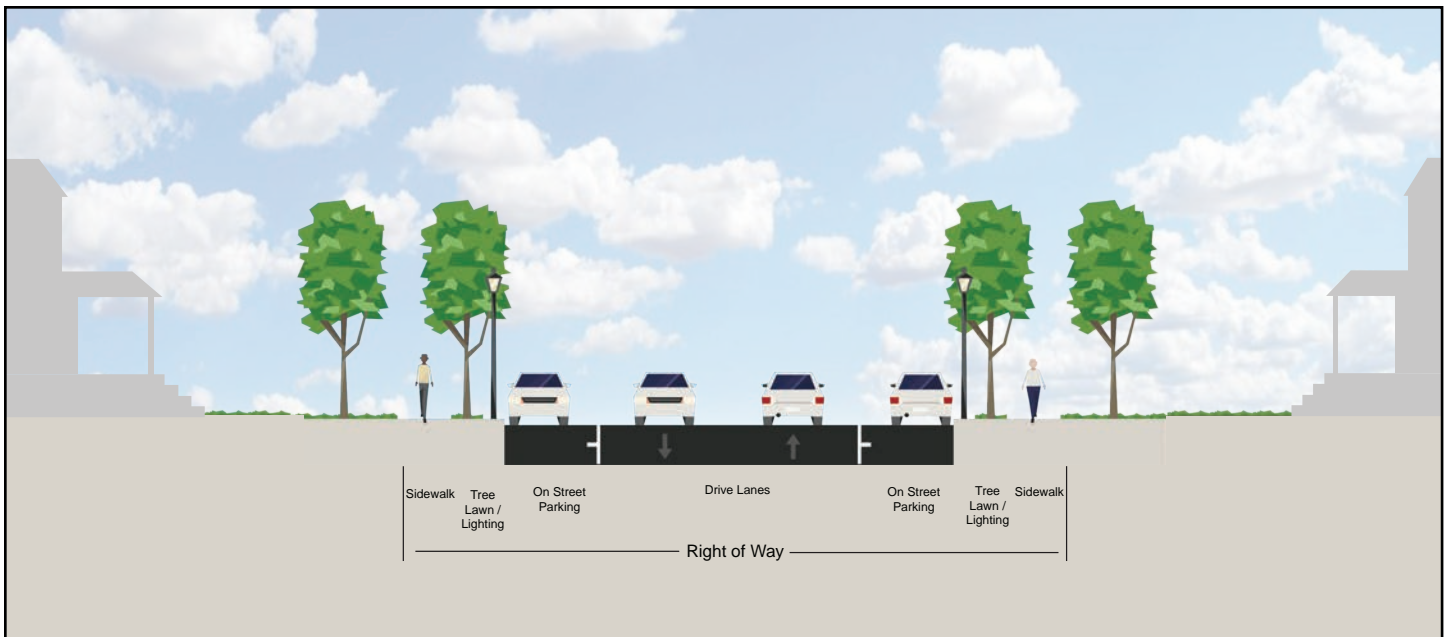 Sidewalk
Tree
Lawn /
Lighting
On Street
Parking
Drive Lanes
On Street
Parking
Tree
Lawn /
Lighting
Sidewalk
Right of Way